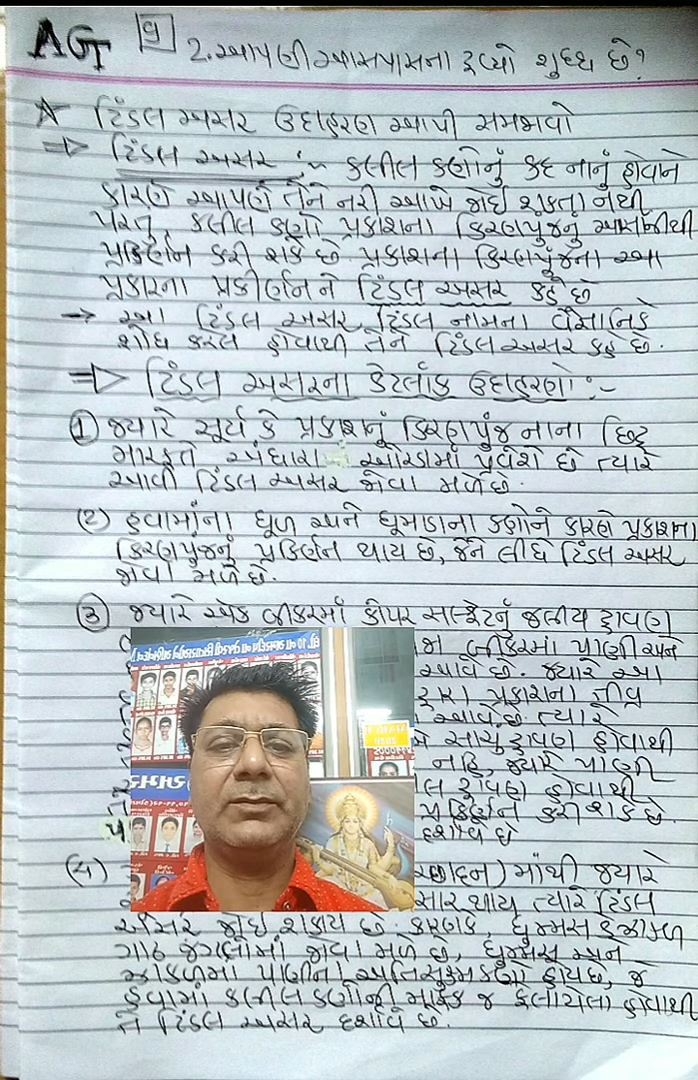 AGT 9 2. આપણી આસપાસના દ્રવ્યો શુદ્ધ છે?
ટિંડલ અસર ઉદાહરણ આપી સમજાવો
⇒ ટિંડલ અસર :- કલીલ કણોનું કદ નાનું હોવાને
કારણે આપણે તેને નરી આંખે જોઈ શકતા નથી
પરંતુ, કલીલ કણો પ્રકાશના કિરણપુંજનું આસાનીથી
પ્રકિર્ણન કરી શકે છે પ્રકાશના કિરણપુંજના આ
પ્રકારના પ્રકીર્ણનને ટિંડલ અસર કહે છે
→ આ ટિંડલ અસર, ટિંડલ નામના વૈજ્ઞાનિકે
શોધ કરેલ હોવાથી તેને ટિંડલ અસર કહે છે.
⇒ ટિંડલ અસરના કેટલાંક ઉદાહરણો :-
① જ્યારે સૂર્ય કે પ્રકાશનું કિરણપુંજ નાના છિદ્ર
મારફતે અંધારા ઓરડામાં પ્રવેશે છે ત્યારે
આવી ટિંડલ અસર જોવા મળે છે.
(૨) હવામાંના ધૂળ અને ધૂમાડાના કણોને કારણે પ્રકાશના
કિરણપુંજનું પ્રકિર્ણન થાય છે, જેને લીધે ટિંડલ અસર
જોવા મળે છે.
③ જ્યારે એક બીકરમાં કોપર સલ્ફેટનું જલીય દ્રાવણ
બીકરમાં પાણી અને
આવે છે. જ્યારે આ
પ્રકાશના તીવ્ર
આવે છે ત્યારે
સાચુ દ્રાવણ હોવાથી
નહિ, જ્યારે પાણી
દ્રાવણ હોવાથી
પ્રકિર્ણન કરી શકે છે.
દર્શાવે છે
(૪) માંથી જ્યારે
થાય ત્યારે ટિંડલ
અસર જોઈ શકાય છે. કારણકે, ધુમ્મસ ઝાકળ
ગાઢ જંગલોમાં જોવા મળે છે, ધુમ્મસ અને
ઝાકળમાં પાણીના અતિસૂક્ષ્મ કણો હોય છે, જે
હવામાં કલીલ કણોની માફક જ ફેલાયેલા હોવાથી
તે ટિંડલ અસર દર્શાવે છે.